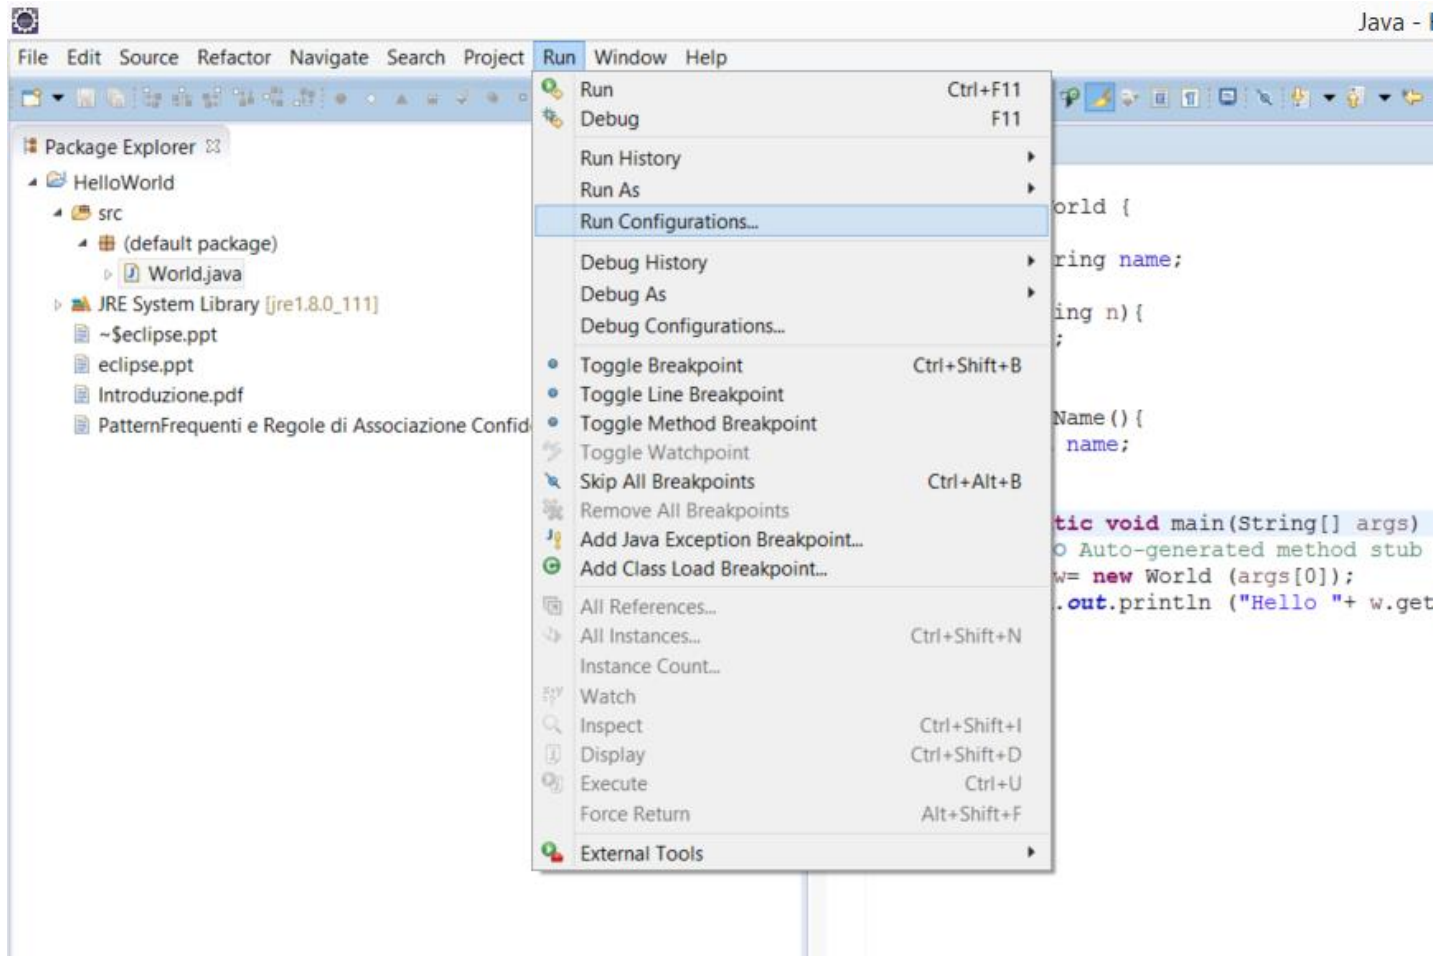 Java -
File Edit Source Refactor Navigate Search Project Run Window Help
Package Explorer
HelloWorld
src
(default package)
World.java
JRE System Library [jre1.8.0_111]
~$eclipse.ppt
eclipse.ppt
Introduzione.pdf
PatternFrequenti e Regole di Associazione Confid
Run Ctrl+F11
Debug F11
Run History
Run As
Run Configurations...
Debug History
Debug As
Debug Configurations...
Toggle Breakpoint Ctrl+Shift+B
Toggle Line Breakpoint
Toggle Method Breakpoint
Toggle Watchpoint
Skip All Breakpoints Ctrl+Alt+B
Remove All Breakpoints
Add Java Exception Breakpoint...
Add Class Load Breakpoint...
All References...
All Instances... Ctrl+Shift+N
Instance Count...
Watch
Inspect Ctrl+Shift+I
Display Ctrl+Shift+D
Execute Ctrl+U
Force Return Alt+Shift+F
External Tools
orld {
ring name;
ing n){
;
Name(){
name;
tic void main(String[] args)
O Auto-generated method stub
w= new World (args[0]);
.out.println ("Hello "+ w.get